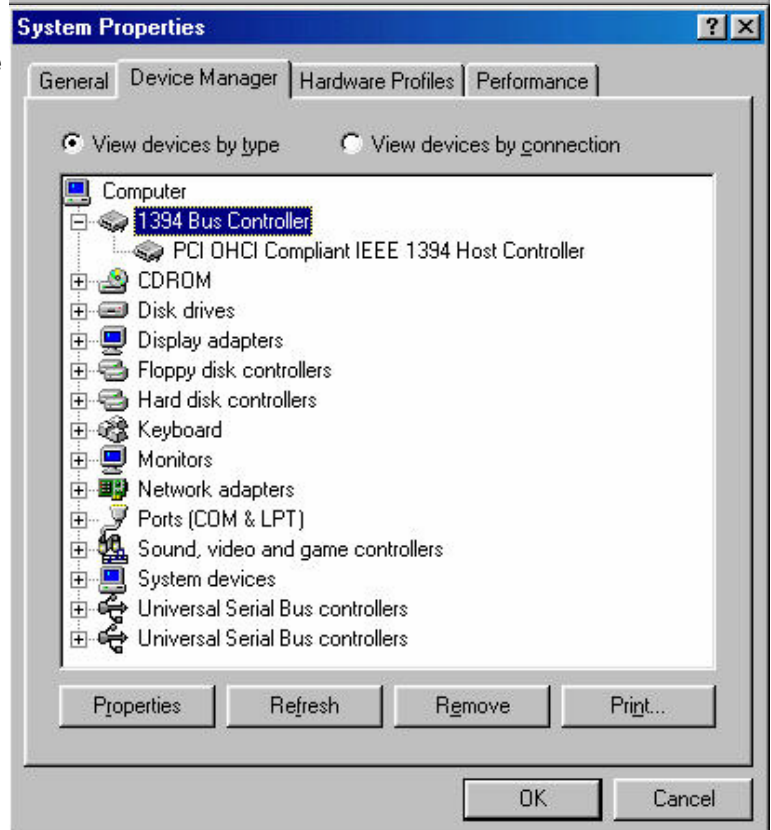 System Properties
General Device Manager Hardware Profiles Performance
View devices by type View devices by connection
Computer
1394 Bus Controller
PCI OHCI Compliant IEEE 1394 Host Controller
CDROM
Disk drives
Display adapters
Floppy disk controllers
Hard disk controllers
Keyboard
Monitors
Network adapters
Ports (COM & LPT)
Sound, video and game controllers
System devices
Universal Serial Bus controllers
Universal Serial Bus controllers
Properties Refresh Remove Print...
OK Cancel